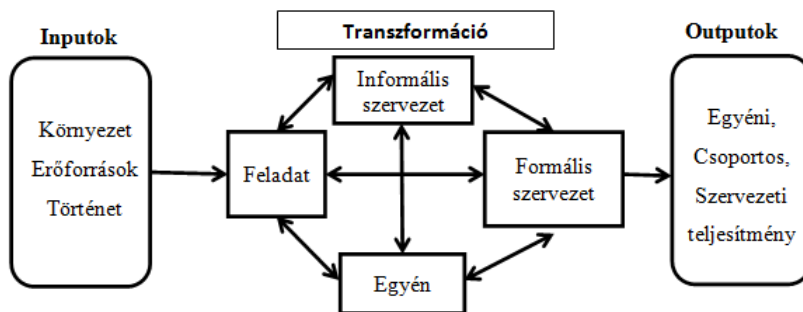 Inputok
Transzformáció
Outputok
Környezet
Erőforrások
Történet
Informális
szervezet
Feladat
Formális
szervezet
Egyén
Egyéni,
Csoportos,
Szervezeti
teljesítmény